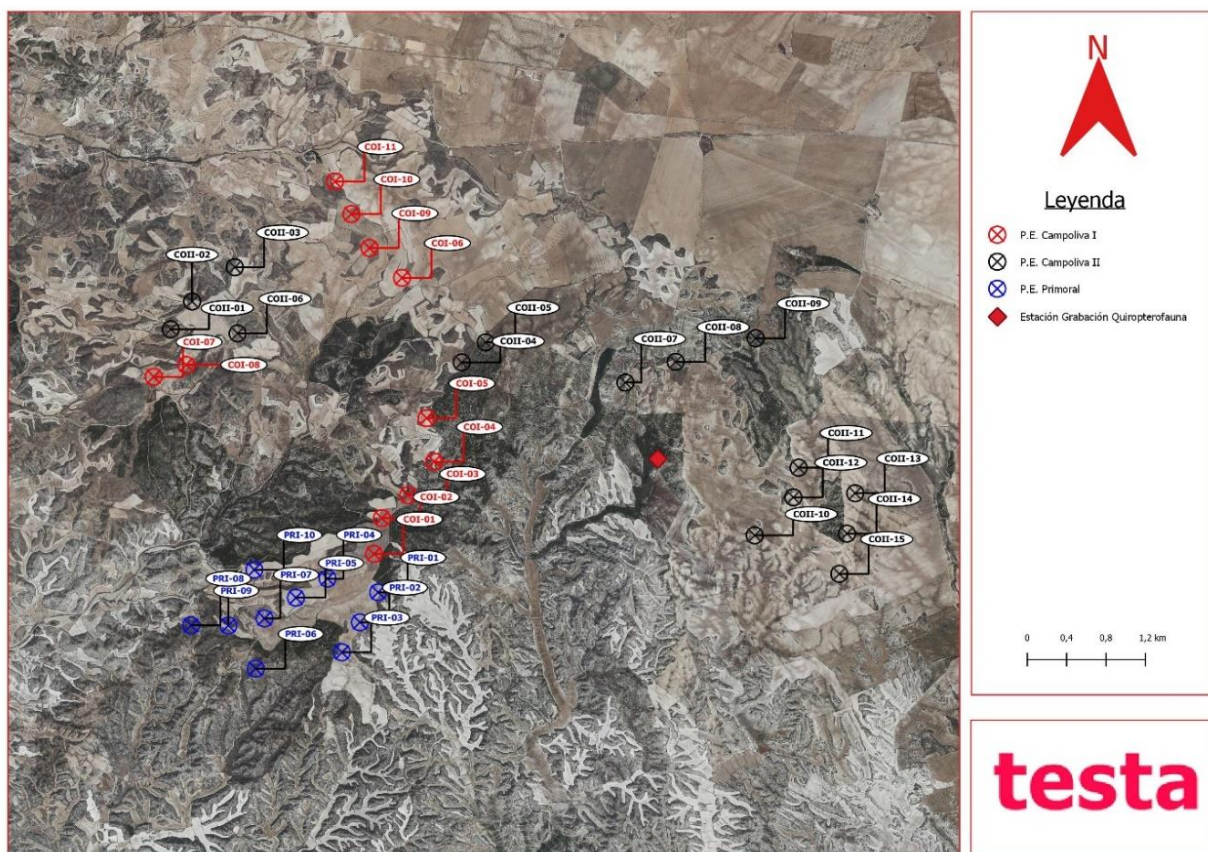 COI-11
COI-10
COI-09
COII-03
COI-06
COII-02
COII-06
COII-01
COII-05
COII-09
COII-08
COII-07
COII-04
COI-07
COI-08
COI-05
COI-04
COII-11
COII-13
COII-12
COI-03
COI-02
COII-14
COII-10
COI-01
PRI-10
PRI-04
COII-15
PRI-01
PRI-05
PRI-08
PRI-07
PRI-02
PRI-09
PRI-03
PRI-06
N
Leyenda
P.E. Campoliva I
P.E. Campoliva II
P.E. Primoral
Estación Grabación Quiropterofauna
0 0,4 0,8 1,2 km
testa